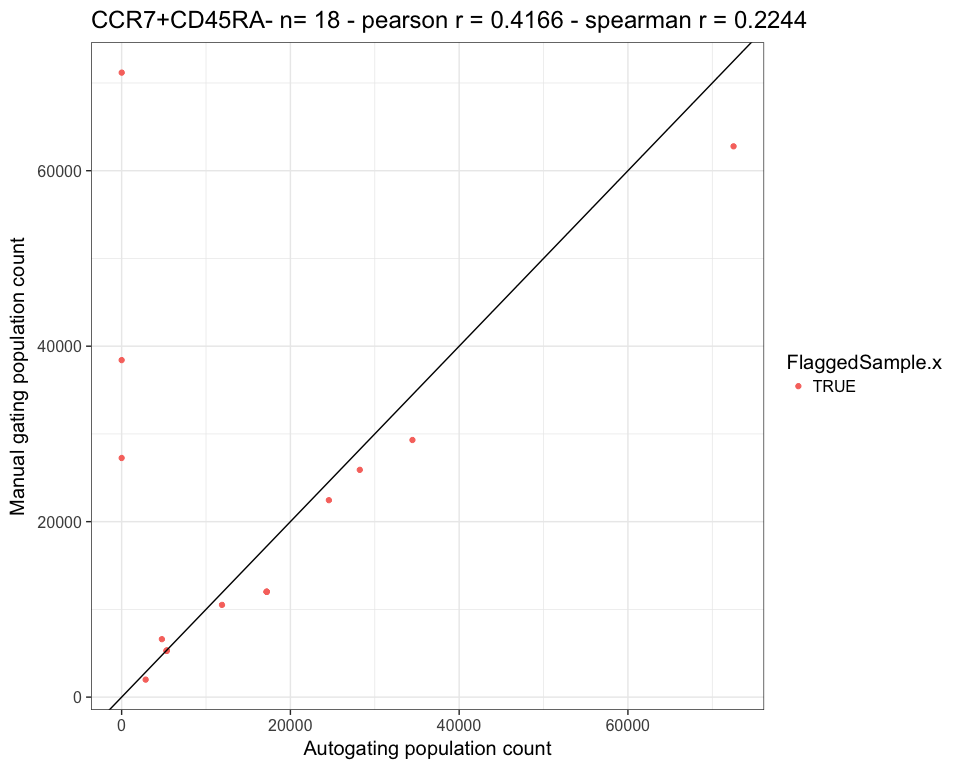 CCR7+CD45RA- n= 18 - pearson r = 0.4166 - spearman r = 0.2244
60000
40000
20000
0
Manual gating population count
0 20000 40000 60000
Autogating population count
FlaggedSample.x
TRUE